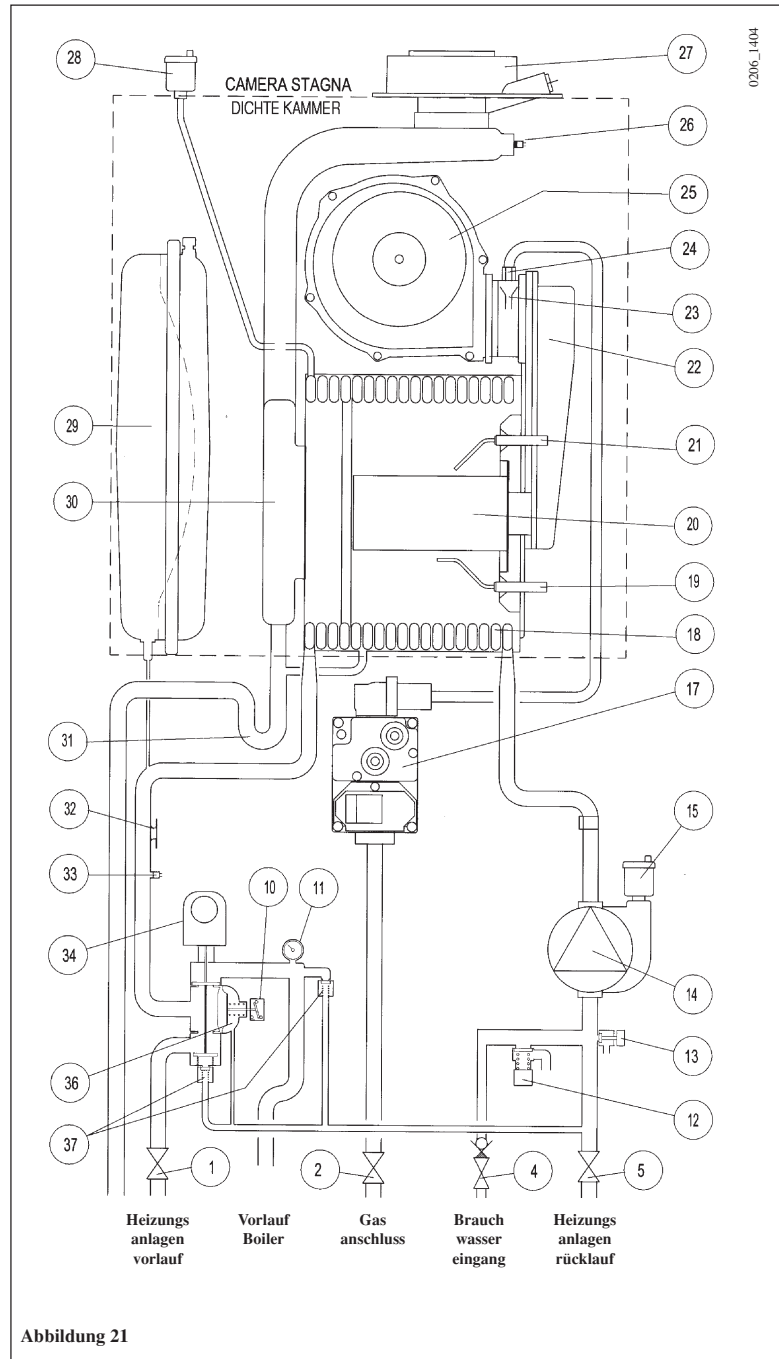 0206_1404
28
27
CAMERA STAGNA
DICHTE KAMMER
26
25
24
23
22
29
21
30
20
19
18
17
31
32
15
33
10
11
34
14
13
36
12
37
1
2
4
5
Heizungs
anlagen
vorlauf
Vorlauf
Boiler
Gas
anschluss
Brauch
wasser
eingang
Heizungs
anlagen
rücklauf
Abbildung 21